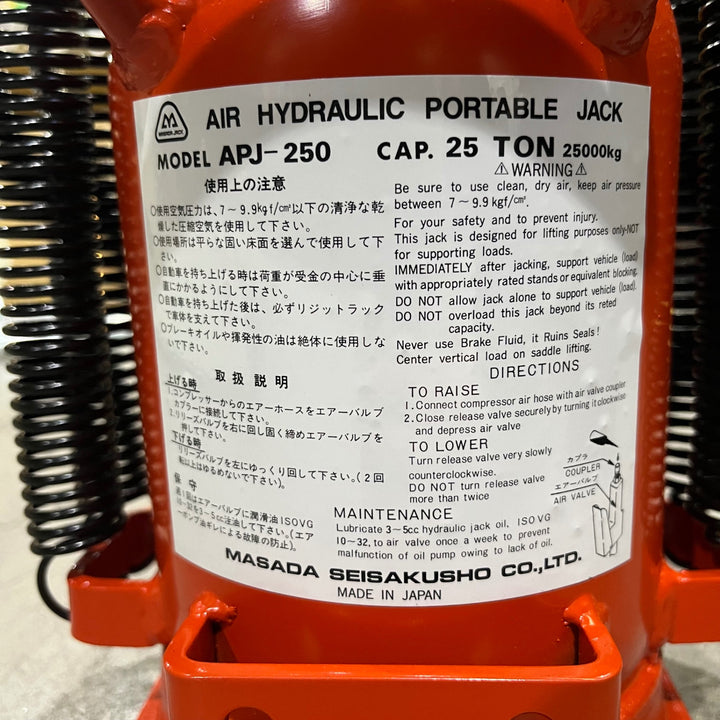 MASADA JACK
AIR HYDRAULIC PORTABLE JACK
MODEL APJ-250 CAP. 25 TON 25000kg
使用上の注意
○使用空気圧力は、7～9.9kgf/cm²以下の清浄な乾
燥した圧縮空気を使用して下さい。
○使用場所は平らな固い床面を選んで使用して下
さい。
○自動車を持ち上げる時は荷重が受金の中心に垂
直にかかるようにして下さい。
○自動車を持ち上げた後は、必ずリジットラック
で車体を支えて下さい。
○ブレーキオイルや揮発性の油は絶対に使用しな
いで下さい。
取扱説明
上げる時
1.コンプレッサーからのエアーホースをエアーバルブ
カプラーに接続して下さい。
2.リリーズバルブを右に回し固く締めエアーバルブを
押して下さい。
下げる時
リリーズバルブを左にゆっくり回して下さい。(2回
転以上はゆるめないで下さい)。
保守
週1回はエアーバルブに潤滑油ISOVG
10～32を3～5cc注油して下さい。(エア
ーポンプ油ギレによる故障の防止)。
⚠WARNING⚠
Be sure to use clean, dry air, keep air pressure
between 7～9.9 kgf/cm².
For your safety and to prevent injury.
This jack is designed for lifting purposes only-NOT
for supporting loads.
IMMEDIATELY after jacking, support vehicle (load)
with appropriately rated stands or equivalent blocking.
DO NOT allow jack alone to support vehicle (load).
DO NOT overload this jack beyond its reted
capacity.
Never use Brake Fluid, it Ruins Seals!
Center vertical load on saddle lifting.
DIRECTIONS
TO RAISE
1.Connect compressor air hose with air valve coupler
2.Close release valve securely by turning it clockwise
and depress air valve
TO LOWER
Turn release valve very slowly
counterclockwise.
DO NOT turn release valve
more than twice
カプラ
COUPLER
エアーバルブ
AIR VALVE
MAINTENANCE
Lubricate 3～5cc hydraulic jack oil, ISO VG
10～32, to air valve once a week to prevent
malfunction of oil pump owing to lack of oil.
MASADA SEISAKUSHO CO.,LTD.
MADE IN JAPAN